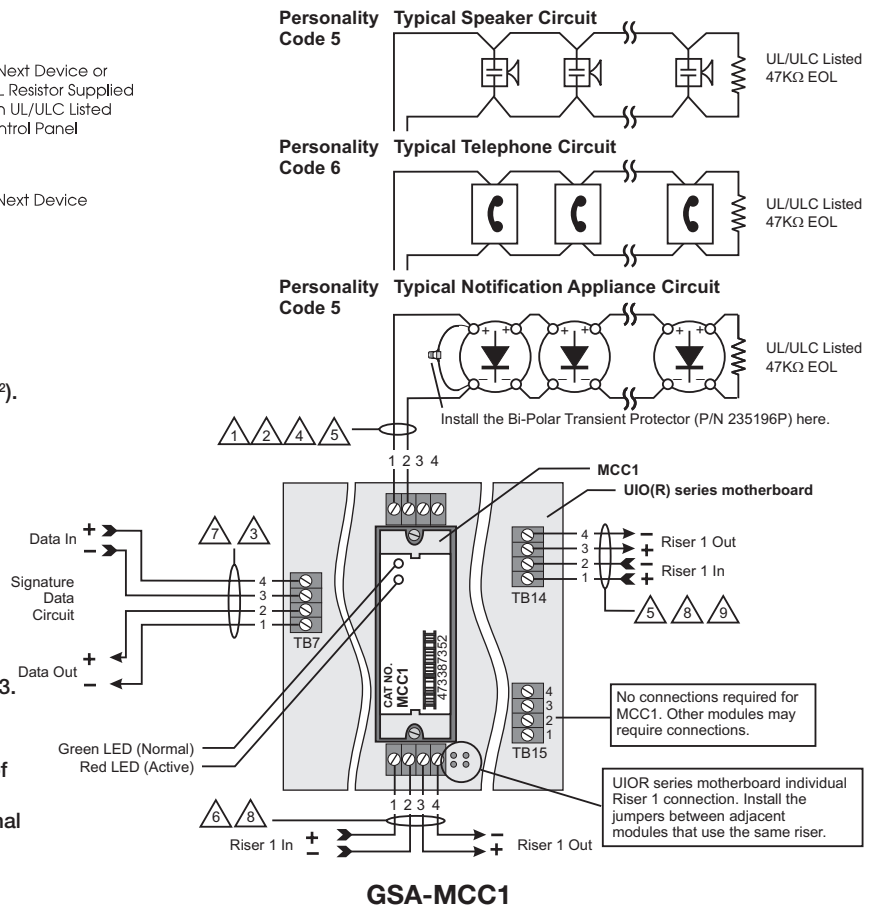 Personality Typical Speaker Circuit
Code 5
UL/ULC Listed
47KΩ EOL
Next Device or
L Resistor Supplied
h UL/ULC Listed
ntrol Panel
Personality Typical Telephone Circuit
Code 6
Next Device
UL/ULC Listed
47KΩ EOL
Personality Typical Notification Appliance Circuit
Code 5
+ +
+ +
+ +
UL/ULC Listed
47KΩ EOL
2).
Install the Bi-Polar Transient Protector (P/N 235196P) here.
1 2 4 5
1 2 3 4
MCC1
UIO(R) series motherboard
7 3
Data In + −
Signature
Data
Circuit
4
3
2
1
TB7
Data Out + −
3.
4 − Riser 1 Out
3 +
2 − Riser 1 In
1 +
TB14
5 8 9
CAT NO.
MCC1
473387352
4
3
2
1
TB15
No connections required for
MCC1. Other modules may
require connections.
Green LED (Normal)
Red LED (Active)
f
nal
UIOR series motherboard individual
Riser 1 connection. Install the
jumpers between adjacent
modules that use the same riser.
6 8
1 2 3 4
Riser 1 In + −
− + Riser 1 Out
GSA-MCC1